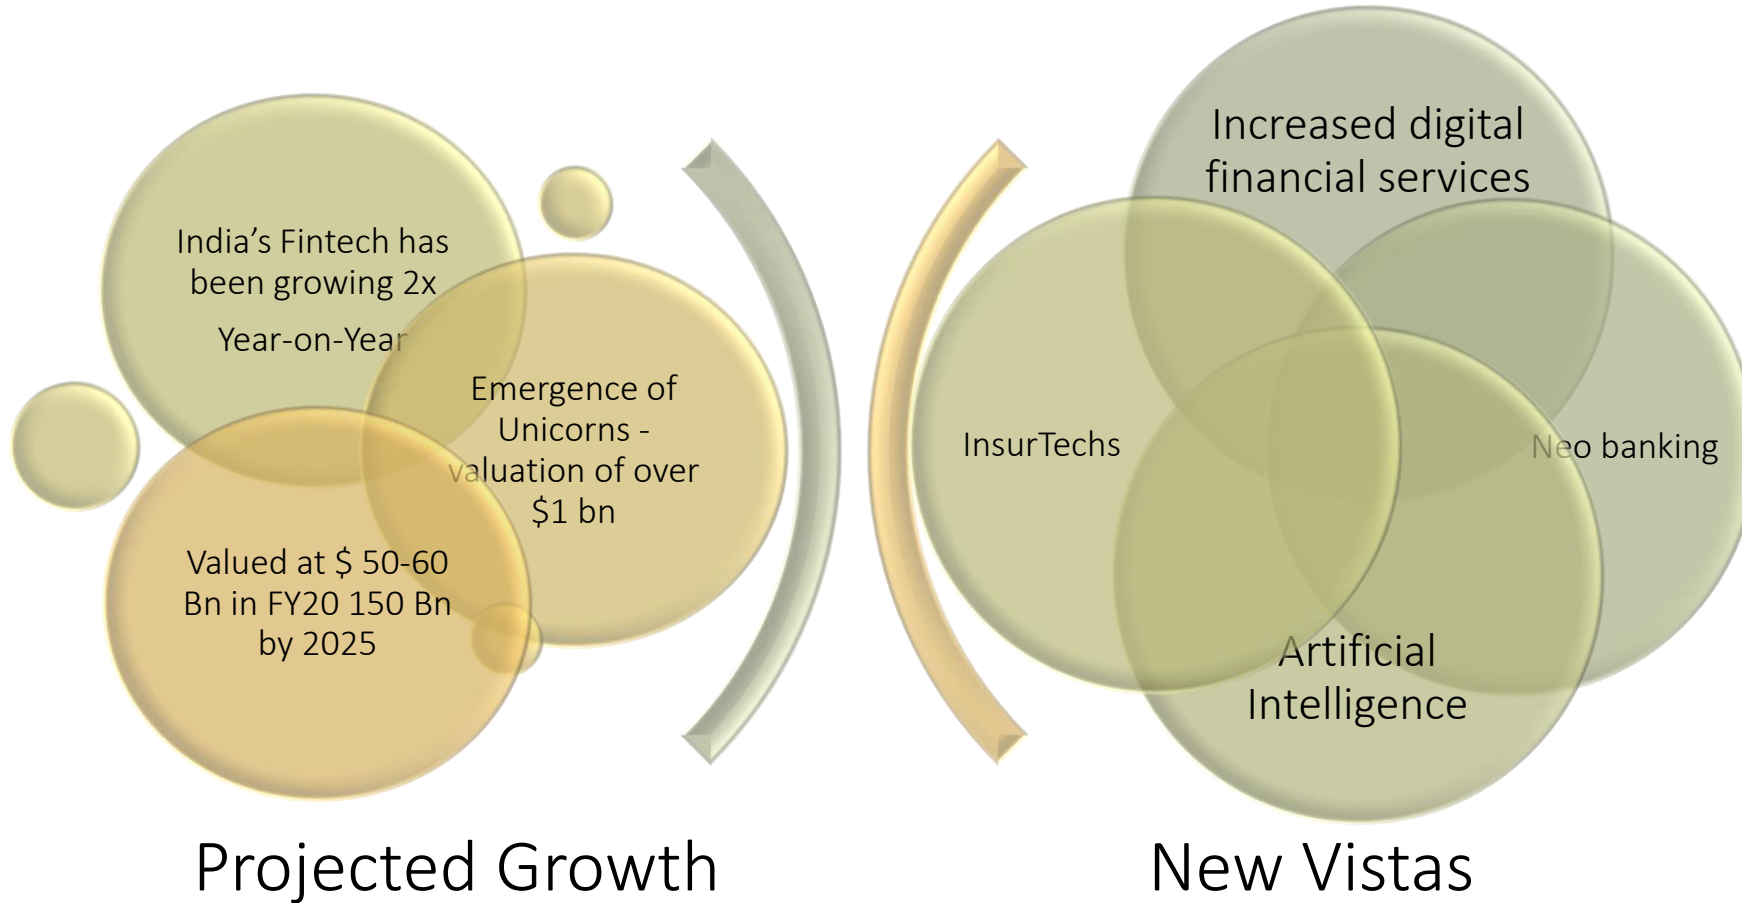 India’s Fintech has
been growing 2x
Year-on-Year
Emergence of
Unicorns -
valuation of over
$1 bn
Valued at $ 50-60
Bn in FY20 150 Bn
by 2025
Projected Growth
Increased digital
financial services
InsurTechs
Neo banking
Artificial
Intelligence
New Vistas